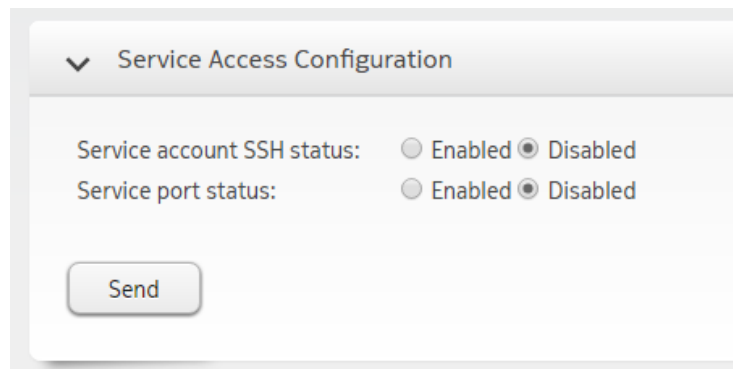 Service Access Configuration
Service account SSH status: Enabled Disabled
Service port status: Enabled Disabled
Send